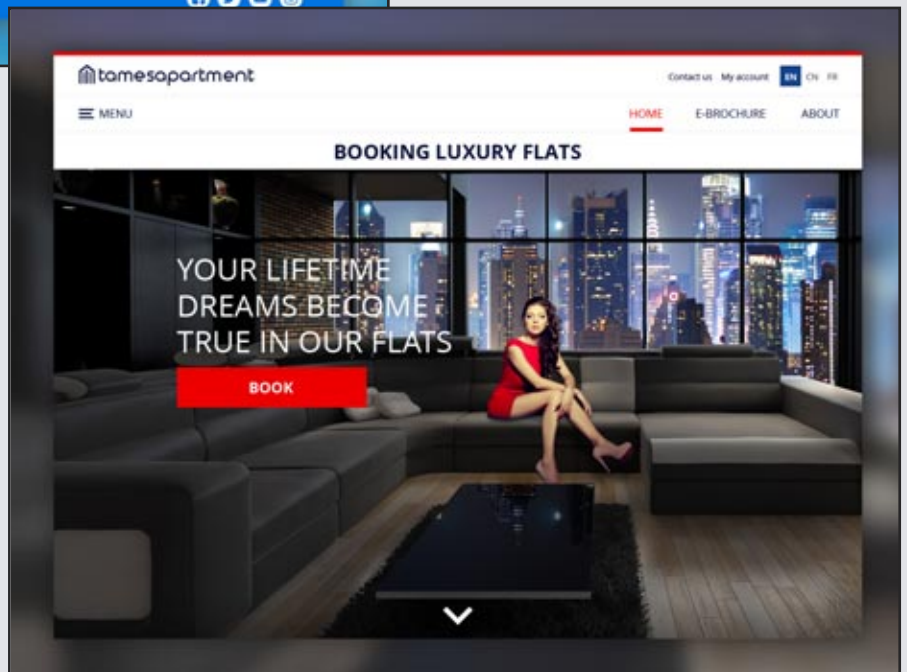 tamesapartment
Contact us My account EN CN FR
MENU
HOME E-BROCHURE ABOUT
BOOKING LUXURY FLATS
YOUR LIFETIME
DREAMS BECOME
TRUE IN OUR FLATS
BOOK